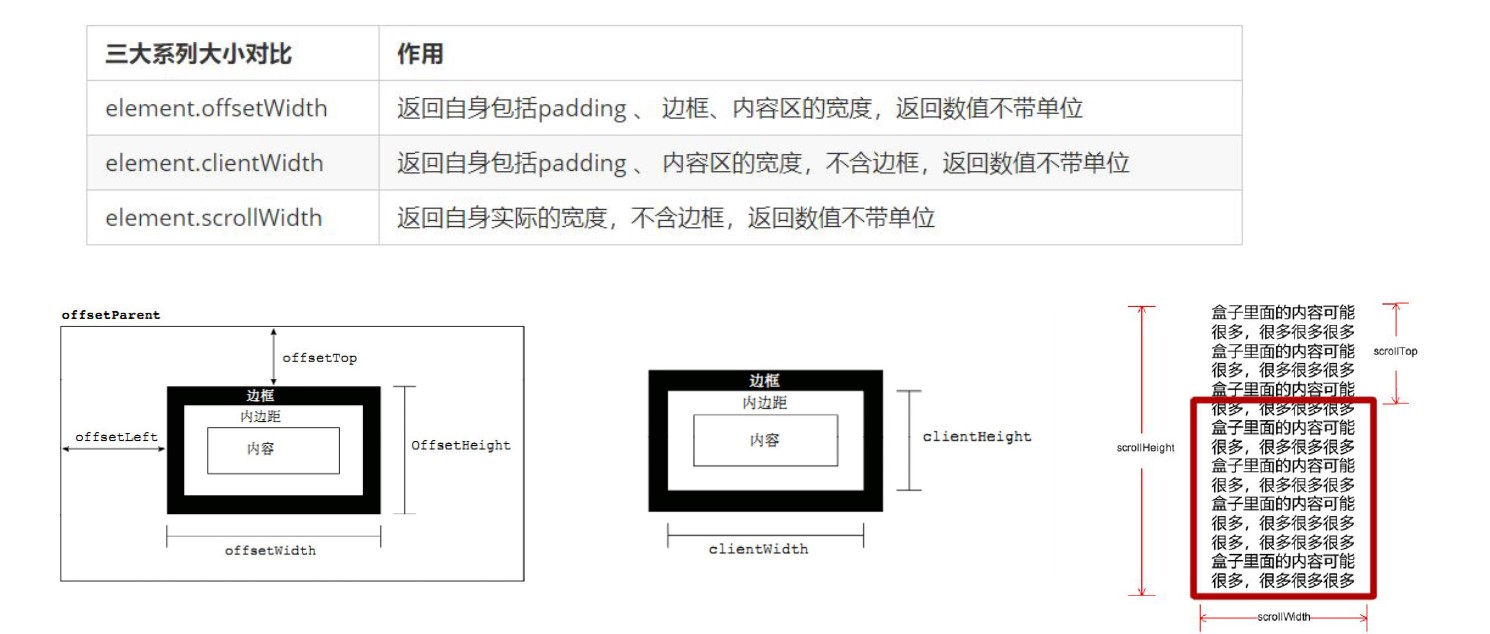 三大系列大小对比 作用
element.offsetWidth 返回自身包括padding 、 边框、内容区的宽度，返回数值不带单位
element.clientWidth 返回自身包括padding 、 内容区的宽度，不含边框，返回数值不带单位
element.scrollWidth 返回自身实际的宽度，不含边框，返回数值不带单位
offsetParent
offsetTop
边框
内边距
内容
offsetLeft
OffsetHeight
offsetWidth
边框
内边距
内容
clientHeight
clientWidth
盒子里面的内容可能
很多，很多很多很多
盒子里面的内容可能
很多，很多很多很多
盒子里面的内容可能
很多，很多很多很多
盒子里面的内容可能
很多，很多很多很多
盒子里面的内容可能
很多，很多很多很多
盒子里面的内容可能
很多，很多很多很多
很多，很多很多很多
盒子里面的内容可能
很多，很多很多很多
scrollTop
scrollHeight
scrollWidth